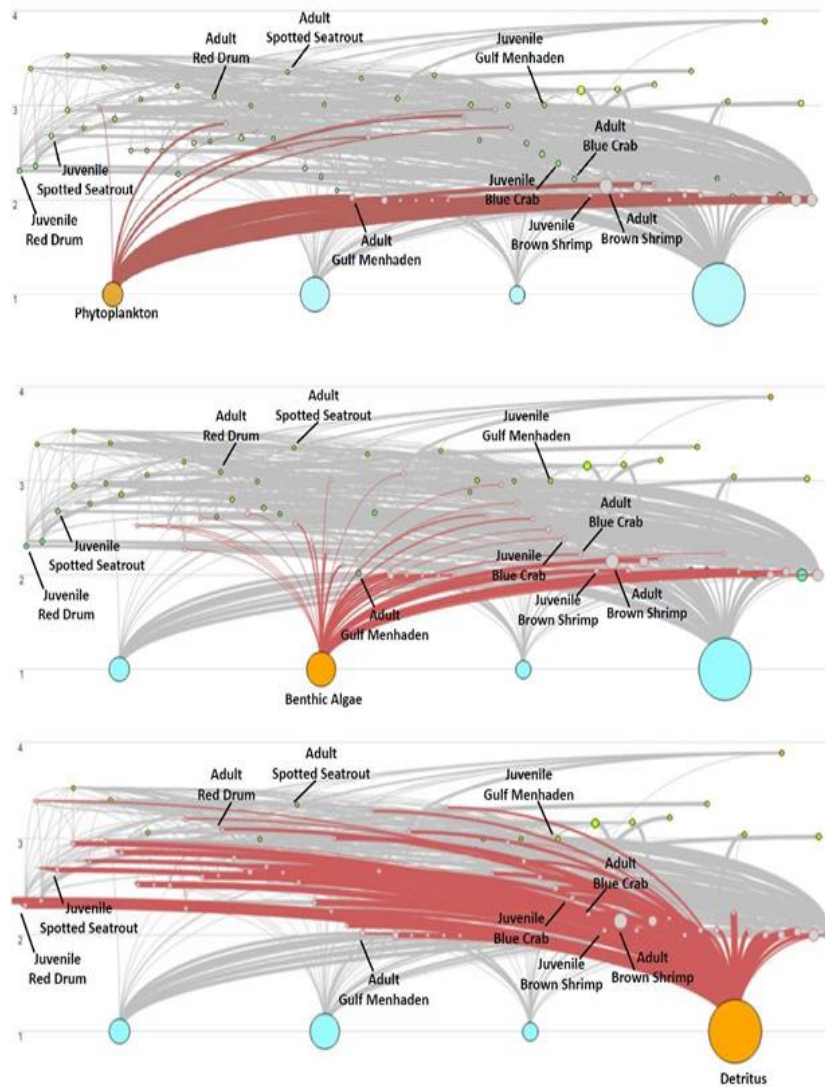 4
Adult
Spotted Seatrout
Adult
Red Drum
Juvenile
Gulf Menhaden
3
Adult
Blue Crab
Juvenile
Spotted Seatrout
Juvenile
Blue Crab
2
Juvenile
Red Drum
Adult
Gulf Menhaden
Juvenile
Brown Shrimp
Adult
Brown Shrimp
1
Phytoplankton
4
Adult
Spotted Seatrout
Adult
Red Drum
Juvenile
Gulf Menhaden
3
Adult
Blue Crab
Juvenile
Spotted Seatrout
Juvenile
Blue Crab
2
Juvenile
Red Drum
Adult
Gulf Menhaden
Juvenile
Brown Shrimp
Adult
Brown Shrimp
1
Benthic Algae
4
Adult
Spotted Seatrout
Adult
Red Drum
Juvenile
Gulf Menhaden
3
Adult
Blue Crab
Juvenile
Spotted Seatrout
Juvenile
Blue Crab
2
Juvenile
Red Drum
Adult
Gulf Menhaden
Juvenile
Brown Shrimp
Adult
Brown Shrimp
1
Detritus